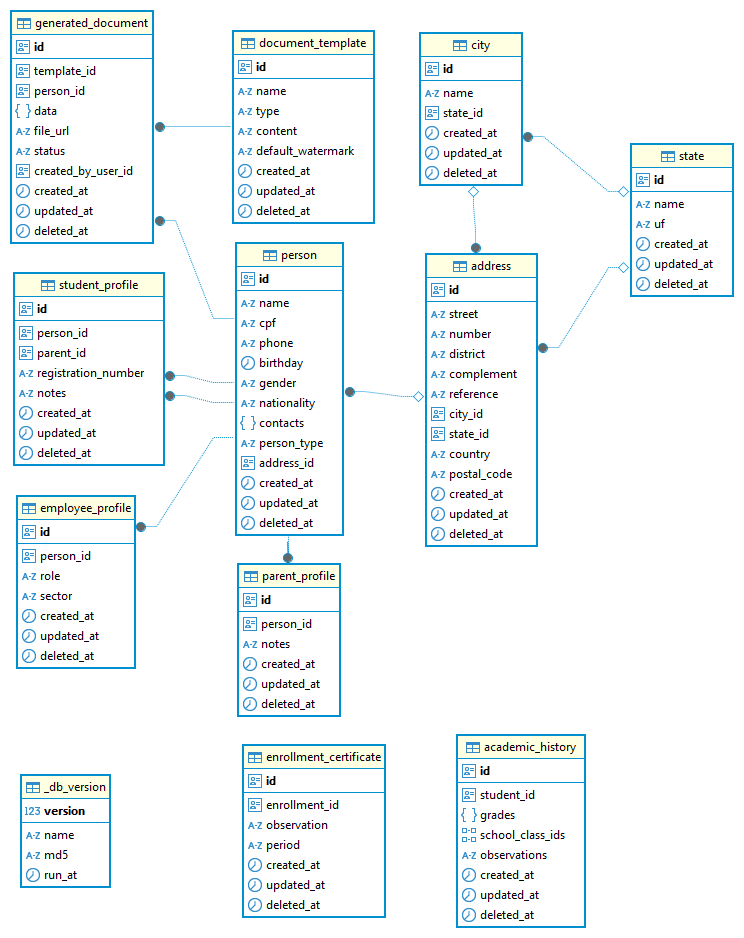 generated_document
id
template_id
person_id
data
file_url
status
created_by_user_id
created_at
updated_at
deleted_at
document_template
id
name
type
content
default_watermark
created_at
updated_at
deleted_at
city
id
name
state_id
created_at
updated_at
deleted_at
state
id
name
uf
created_at
updated_at
deleted_at
student_profile
id
person_id
parent_id
registration_number
notes
created_at
updated_at
deleted_at
person
id
name
cpf
phone
birthday
gender
nationality
contacts
person_type
address_id
created_at
updated_at
deleted_at
address
id
street
number
district
complement
reference
city_id
state_id
country
postal_code
created_at
updated_at
deleted_at
employee_profile
id
person_id
role
sector
created_at
updated_at
deleted_at
parent_profile
id
person_id
notes
created_at
updated_at
deleted_at
_db_version
123 version
name
md5
run_at
enrollment_certificate
id
enrollment_id
observation
period
created_at
updated_at
deleted_at
academic_history
id
student_id
grades
school_class_ids
observations
created_at
updated_at
deleted_at